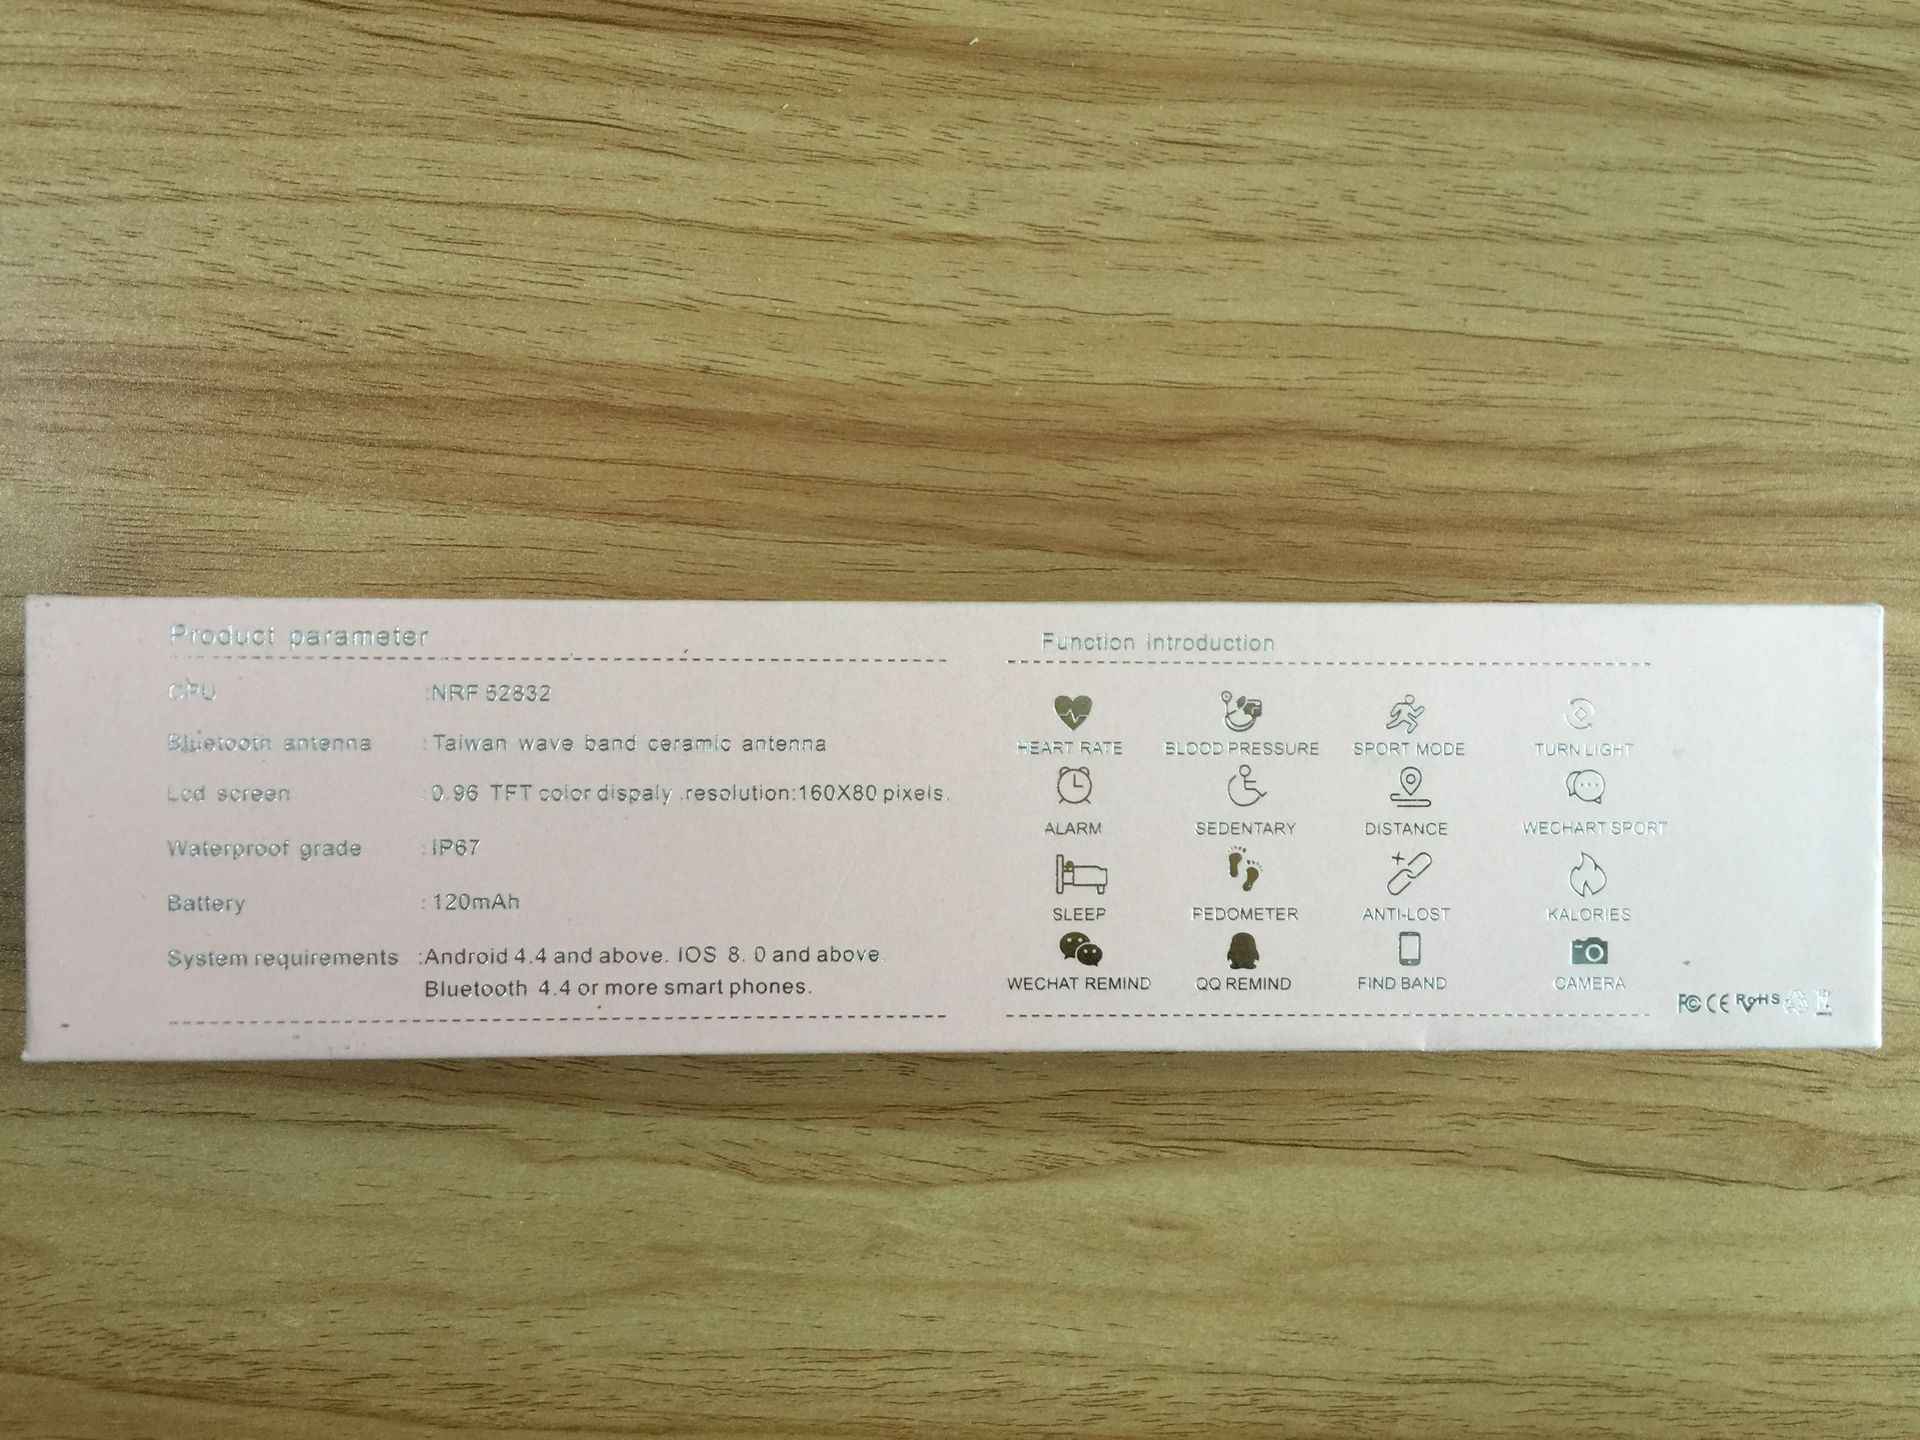 Product parameter
CPU :NRF 52832
Bluetooth antenna :Taiwan wave band ceramic antenna
Lcd screen :0.96 TFT color dispaly .resolution:160X80 pixels.
Waterproof grade :IP67
Battery :120mAh
System requirements :Android 4.4 and above. IOS 8. 0 and above.
Bluetooth 4.4 or more smart phones.
Function introduction
HEART RATE BLOOD PRESSURE SPORT MODE TURN LIGHT
ALARM SEDENTARY DISTANCE WECHART SPORT
SLEEP PEDOMETER ANTI-LOST KALORIES
WECHAT REMIND QQ REMIND FIND BAND CAMERA
FC CE RoHS